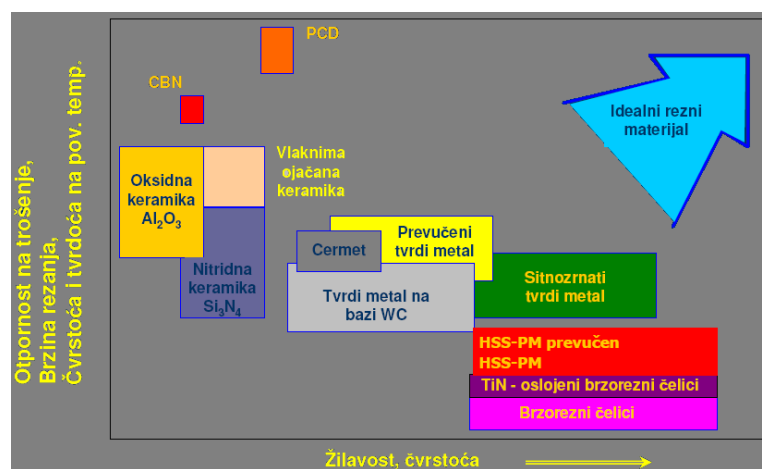 Otpornost na trošenje,
Brzina rezanja,
Čvrstoća i tvrdoća na pov. temp.
PCD
CBN
Idealni rezni
materijal
Vlaknima
ojačana
keramika
Oksidna
keramika
Al₂O₃
Prevučeni
tvrdi metal
Cermet
Nitridna
keramika
Si₃N₄
Tvrdi metal na
bazi WC
Sitnozrnati
tvrdi metal
HSS-PM prevučen
HSS-PM
TiN - oslojeni brzorezni čelici
Brzorezni čelici
Žilavost, čvrstoća